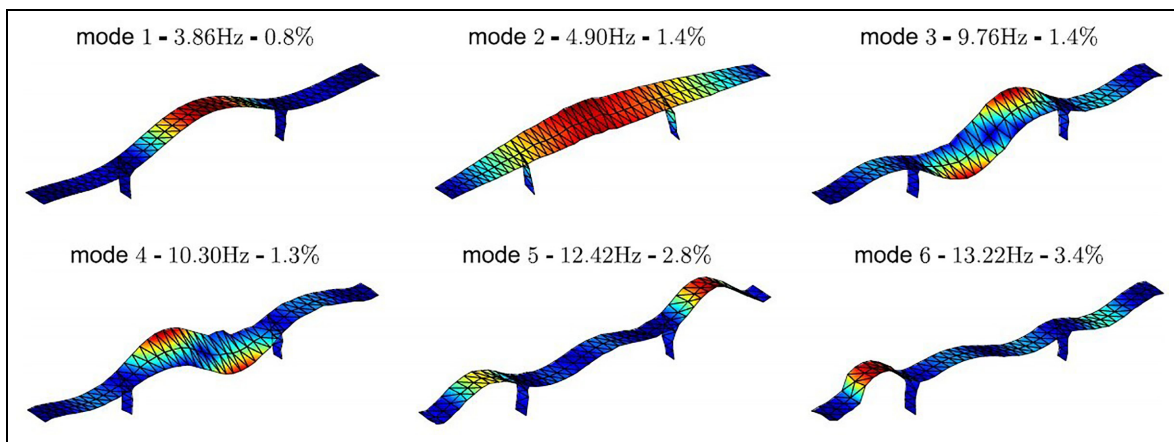 mode 1 - 3.86Hz - 0.8%
mode 2 - 4.90Hz - 1.4%
mode 3 - 9.76Hz - 1.4%
mode 4 - 10.30Hz - 1.3%
mode 5 - 12.42Hz - 2.8%
mode 6 - 13.22Hz - 3.4%